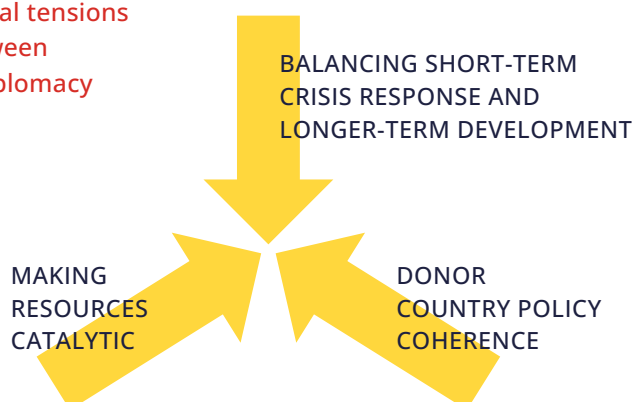 al tensions
ween
plomacy
BALANCING SHORT-TERM
CRISIS RESPONSE AND
LONGER-TERM DEVELOPMENT
MAKING
RESOURCES
CATALYTIC
DONOR
COUNTRY POLICY
COHERENCE